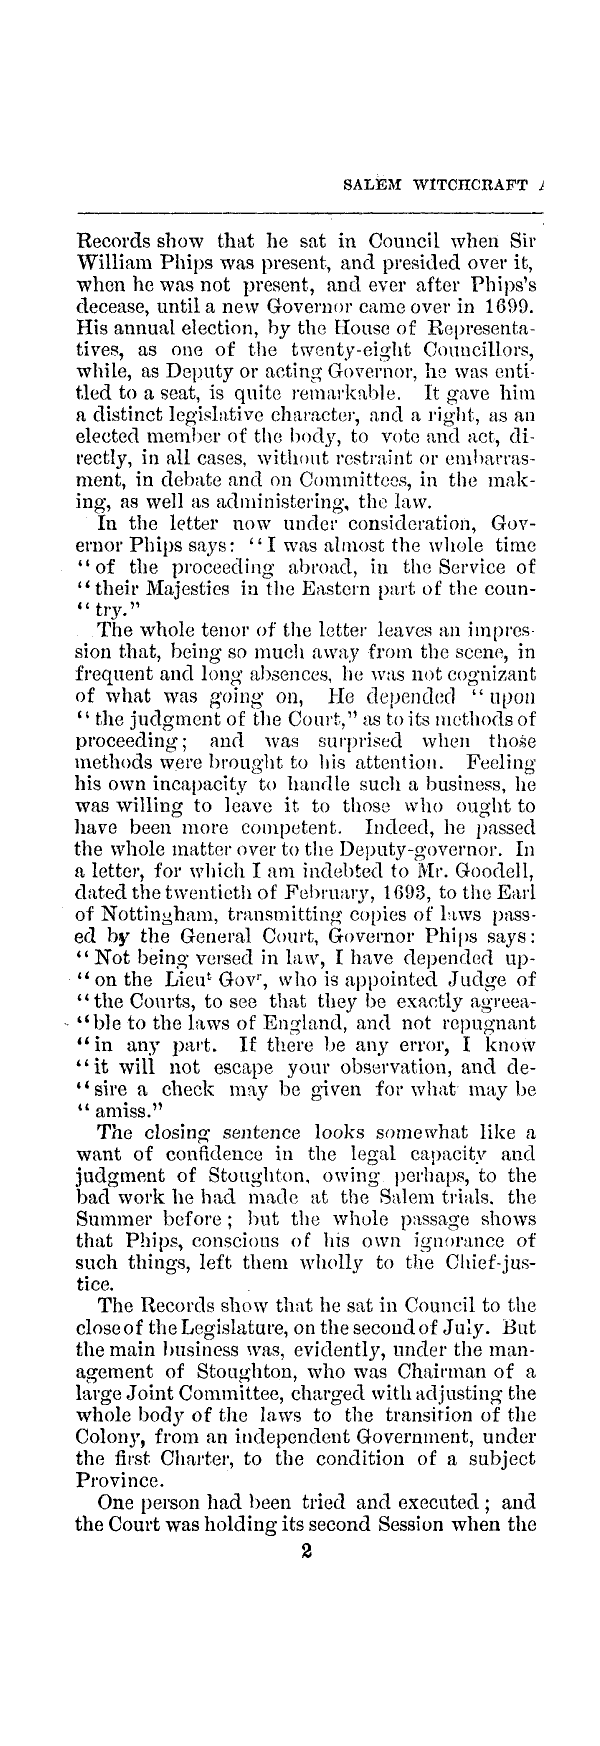 SALEM WITCHCRAFT
Records show that he sat in Council when Sir
William Phips was present, and presided over it,
when he was not present, and ever after Phips's
decease, until a new Governor came over in 1699.
His annual election, by the House of Representa-
tives, as one of the twenty-eight Councillors,
while, as Deputy or acting Governor, he was enti-
tled to a seat, is quite remarkable. It gave him
a distinct legislative character, and a right, as an
elected member of the body, to vote and act, di-
rectly, in all cases, without restraint or embarras-
ment, in debate and on Committees, in the mak-
ing, as well as administering, the law.
In the letter now under consideration, Gov-
ernor Phips says: "I was almost the whole time
"of the proceeding abroad, in the Service of
"their Majesties in the Eastern part of the coun-
"try."
The whole tenor of the letter leaves an impres-
sion that, being so much away from the scene, in
frequent and long absences, he was not cognizant
of what was going on, He depended "upon
"the judgment of the Court," as to its methods of
proceeding; and was surprised when those
methods were brought to his attention. Feeling
his own incapacity to handle such a business, he
was willing to leave it to those who ought to
have been more competent. Indeed, he passed
the whole matter over to the Deputy-governor. In
a letter, for which I am indebted to Mr. Goodell,
dated the twentieth of February, 1693, to the Earl
of Nottingham, transmitting copies of laws pass-
ed by the General Court, Governor Phips says:
"Not being versed in law, I have depended up-
"on the Lieuᵗ Govʳ, who is appointed Judge of
"the Courts, to see that they be exactly agreea-
"ble to the laws of England, and not repugnant
"in any part. If there be any error, I know
"it will not escape your observation, and de-
"sire a check may be given for what may be
"amiss."
The closing sentence looks somewhat like a
want of confidence in the legal capacity and
judgment of Stoughton, owing perhaps, to the
bad work he had made at the Salem trials, the
Summer before; but the whole passage shows
that Phips, conscious of his own ignorance of
such things, left them wholly to the Chief-jus-
tice.
The Records show that he sat in Council to the
close of the Legislature, on the second of July. But
the main business was, evidently, under the man-
agement of Stoughton, who was Chairman of a
large Joint Committee, charged with adjusting the
whole body of the laws to the transition of the
Colony, from an independent Government, under
the first Charter, to the condition of a subject
Province.
One person had been tried and executed; and
the Court was holding its second Session when the
2